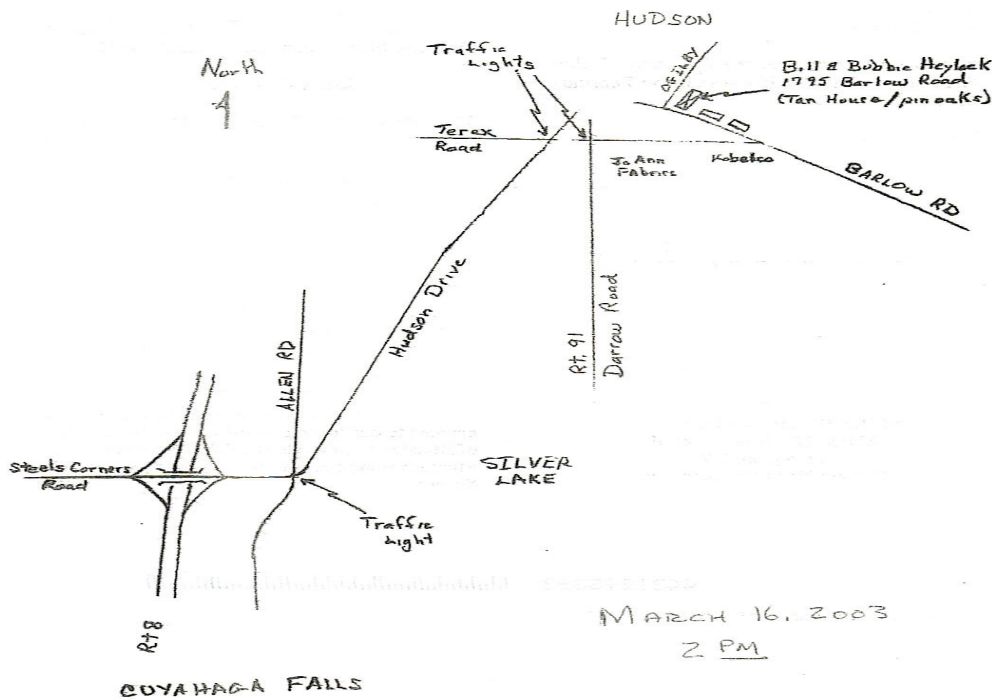 HUDSON
North
Traffic
Lights
OGILBY
Bill & Bobbie Heylock
1795 Barlow Road
(Tan House/pin oaks)
Terex
Road
Jo Ann
Fabrics
Kobelco
BARLOW RD
Hudson Drive
Rt. 91
Darrow Road
ALLEN RD
Steels Corners
Road
SILVER
LAKE
Traffic
Light
Rt 8
MARCH 16, 2003
2 PM
CUYAHAGA FALLS